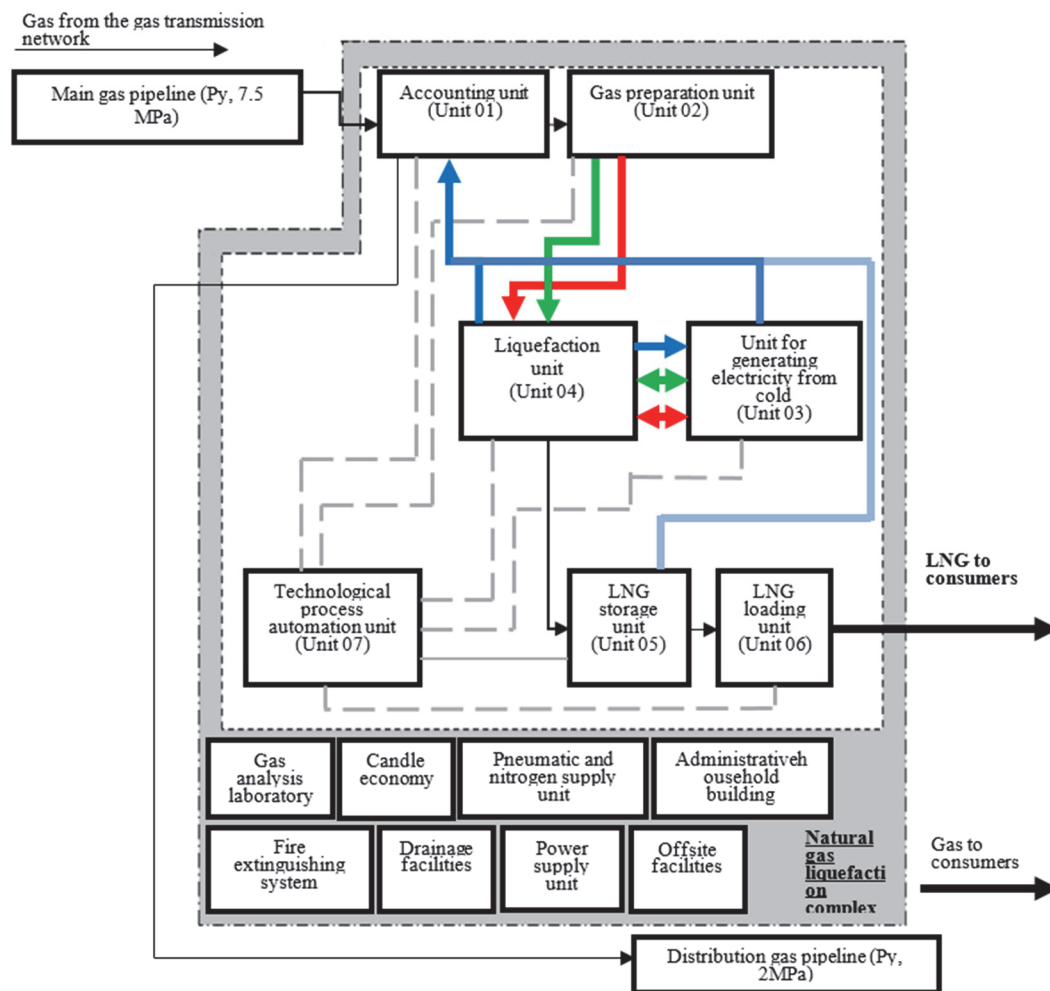 Gas from the gas transmission
network
Main gas pipeline (Py, 7.5
MPa)
Accounting unit
(Unit 01)
Gas preparation unit
(Unit 02)
Liquefaction
unit
(Unit 04)
Unit for
generating
electricity from
cold
(Unit 03)
Technological
process
automation unit
(Unit 07)
LNG
storage
unit
(Unit 05)
LNG
loading
unit
(Unit 06)
LNG to
consumers
Gas
analysis
laboratory
Candle
economy
Pneumatic and
nitrogen supply
unit
Administrativeh
ousehold
building
Fire
extinguishing
system
Drainage
facilities
Power
supply
unit
Offsite
facilities
Natural
gas
liquefacti
on
complex
Gas to
consumers
Distribution gas pipeline (Py,
2MPa)